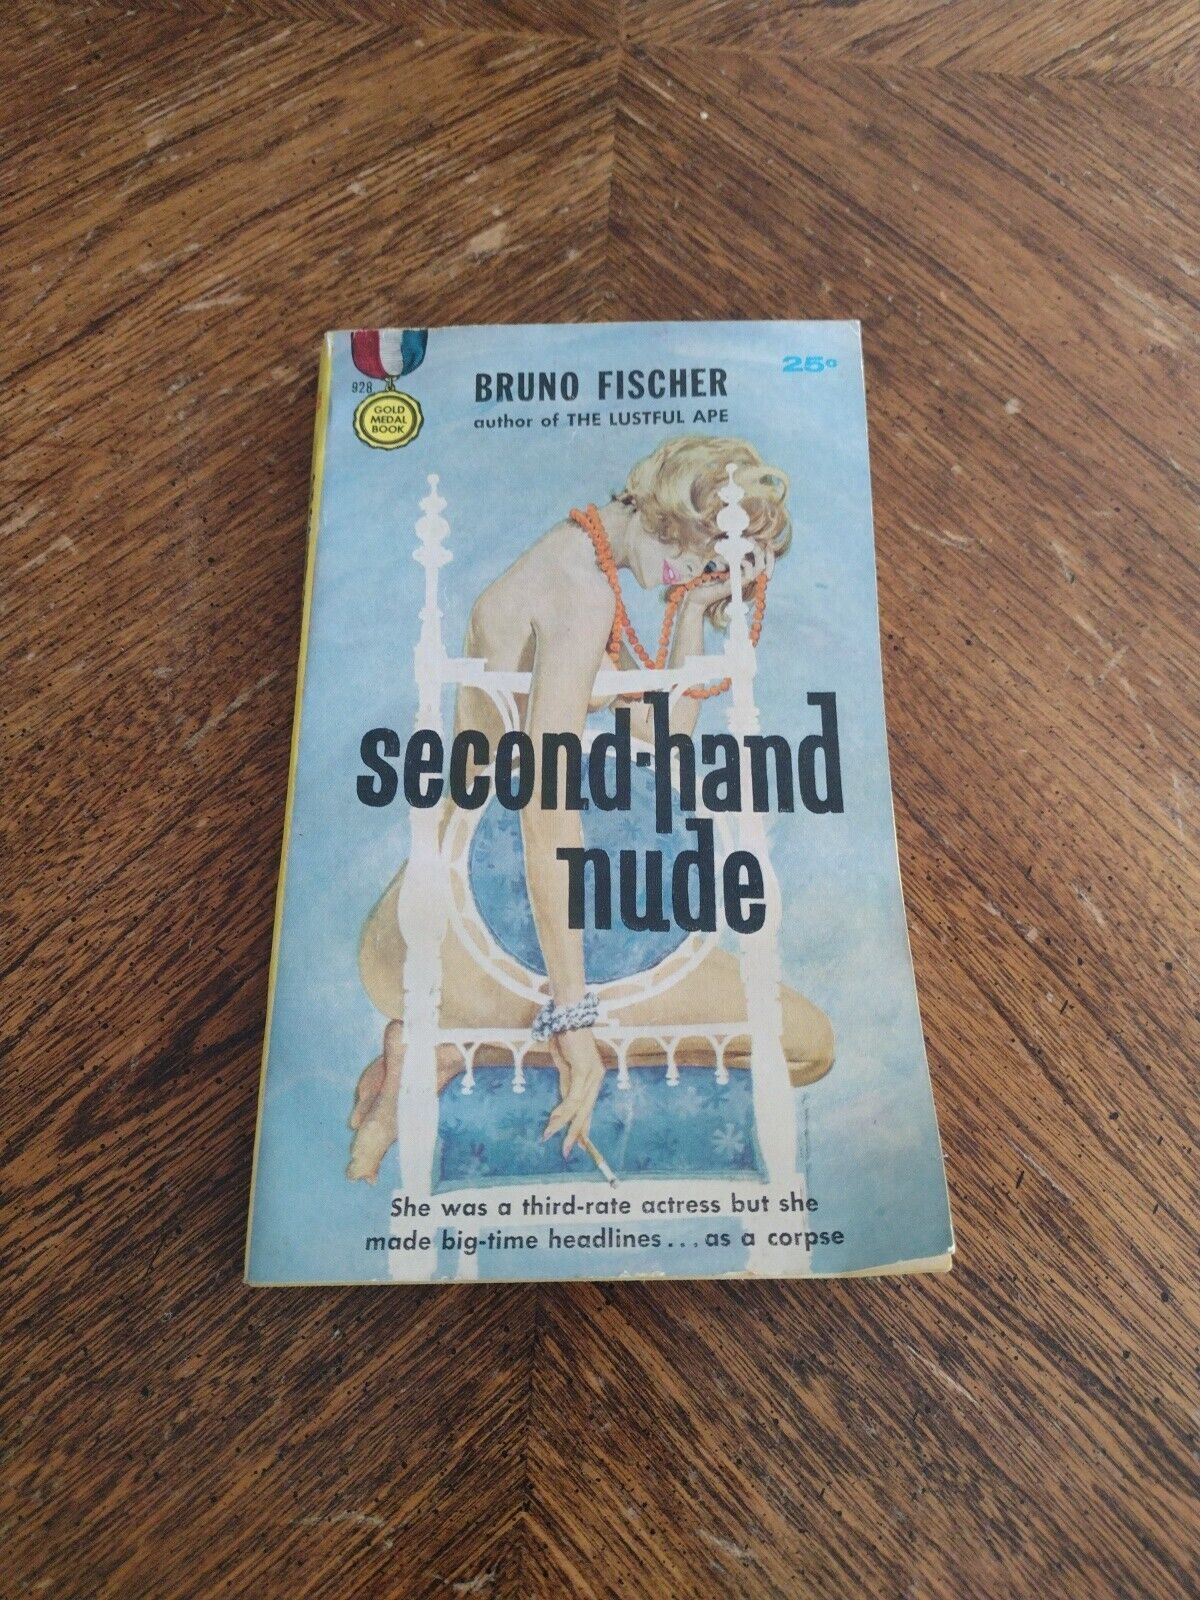 928
GOLD
MEDAL
BOOK
BRUNO FISCHER
25¢
author of THE LUSTFUL APE
second-hand
nude
She was a third-rate actress but she
made big-time headlines...as a corpse